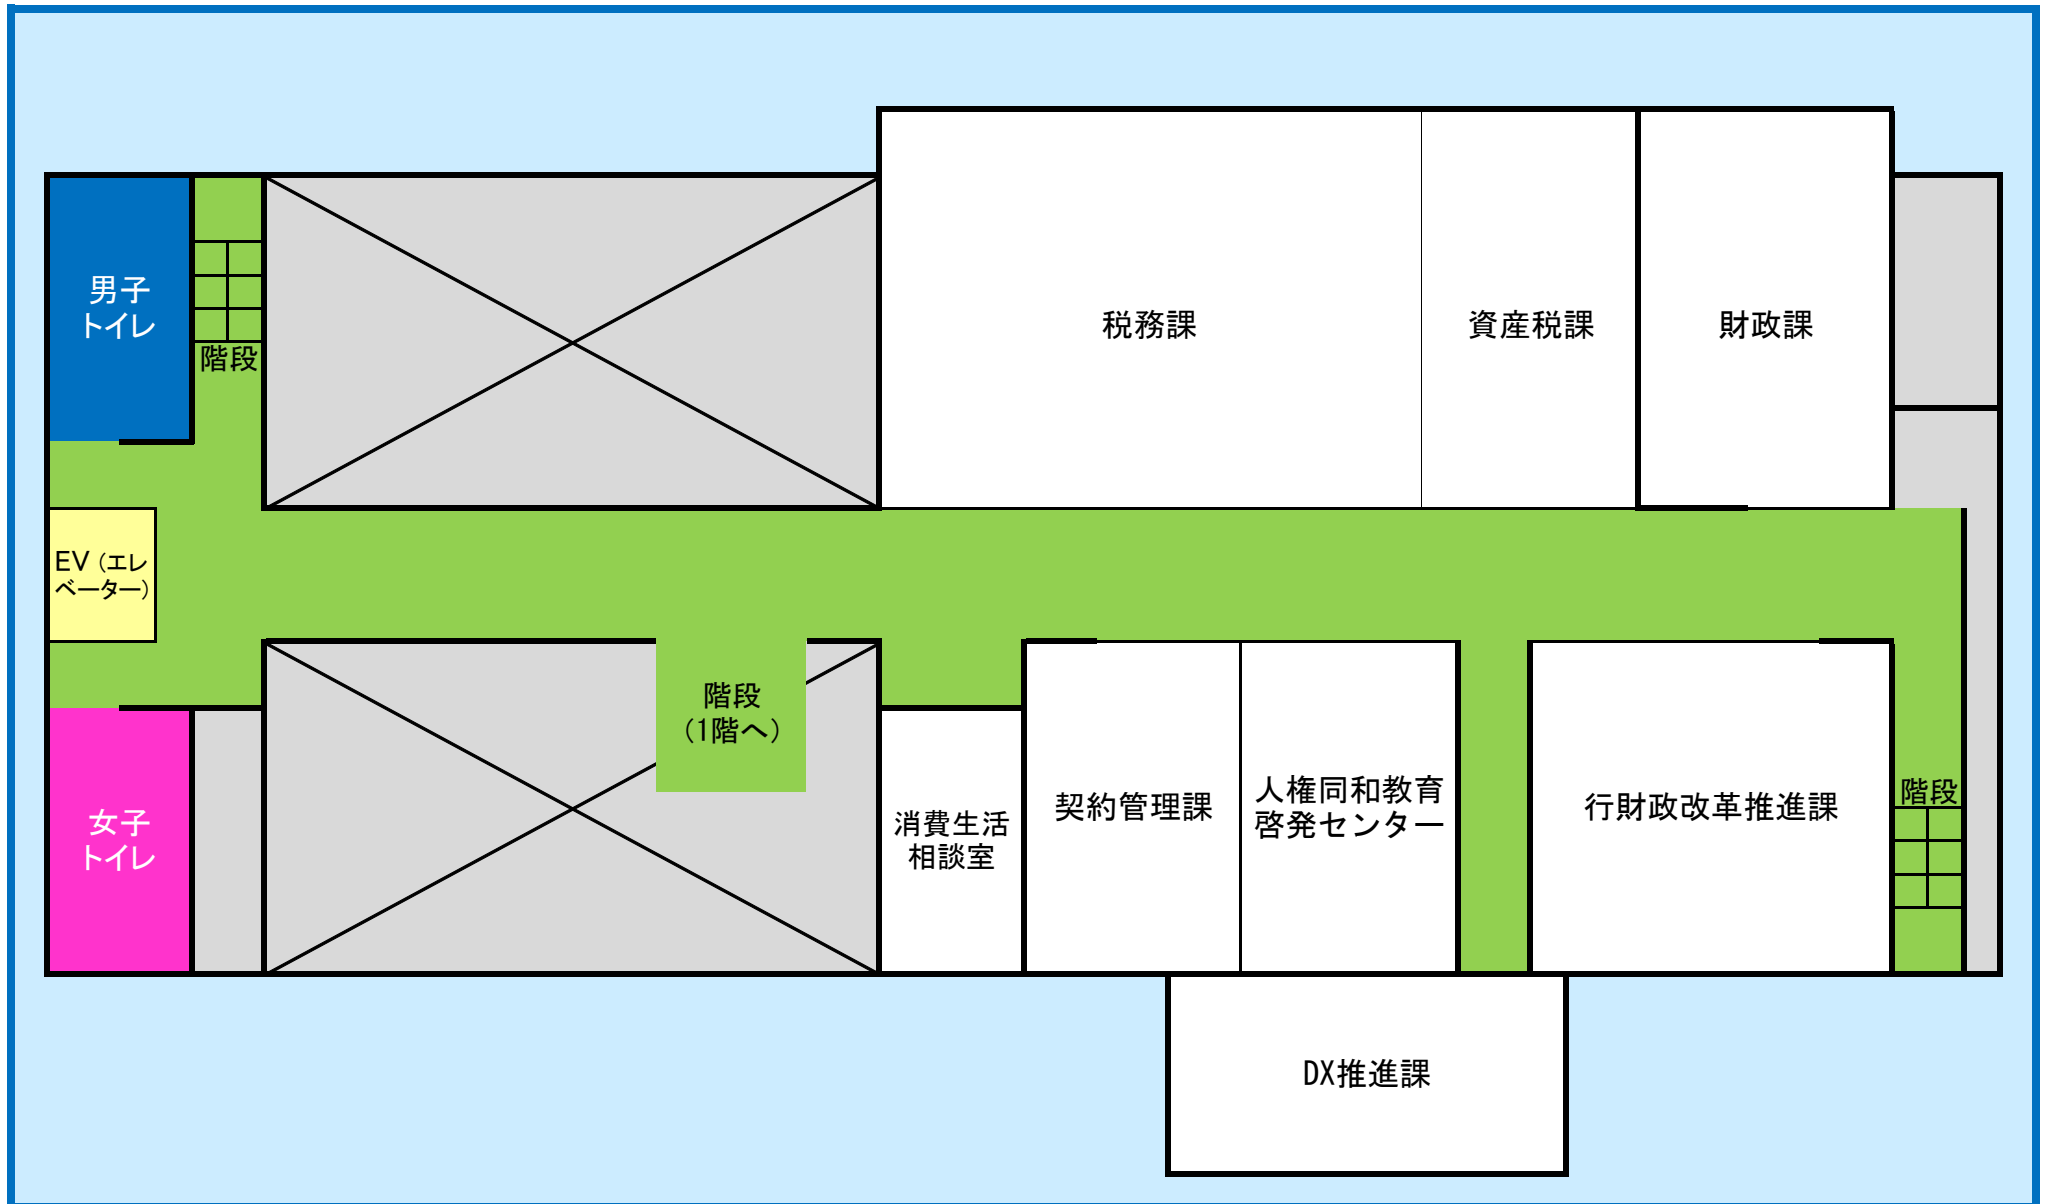 男子
トイレ
階段
税務課
資産税課
財政課
EV（エレ
ベーター）
階段
（1階へ）
女子
トイレ
消費生活
相談室
契約管理課
人権同和教育
啓発センター
行財政改革推進課
階段
DX推進課